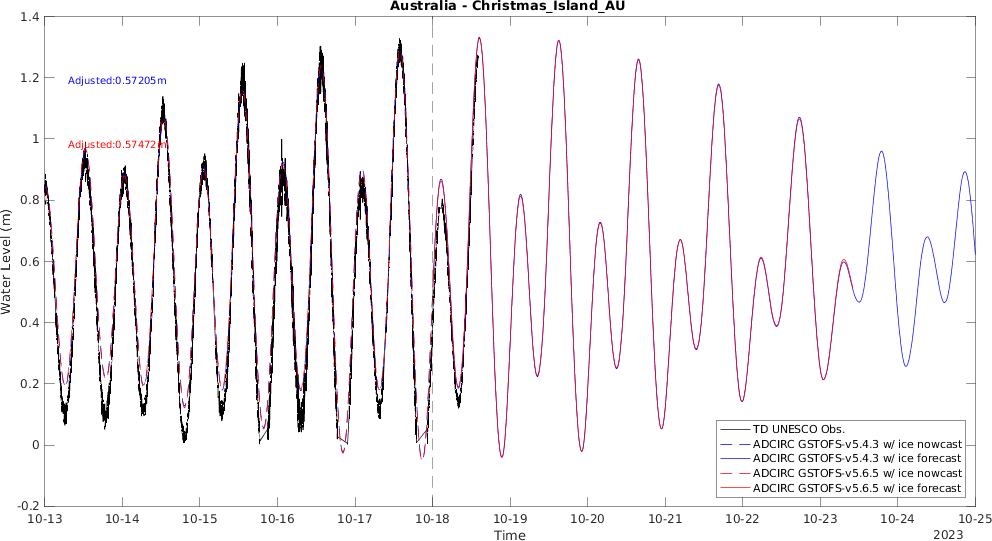 Australia - Christmas_Island_AU
1.4
1.2
1
0.8
0.6
0.4
0.2
0
-0.2
Water Level (m)
Adjusted:0.57205m
Adjusted:0.57472m
TD UNESCO Obs.
ADCIRC GSTOFS-v5.4.3 w/ ice nowcast
ADCIRC GSTOFS-v5.4.3 w/ ice forecast
ADCIRC GSTOFS-v5.6.5 w/ ice nowcast
ADCIRC GSTOFS-v5.6.5 w/ ice forecast
10-13 10-14 10-15 10-16 10-17 10-18 10-19 10-20 10-21 10-22 10-23 10-24 10-25
Time
2023